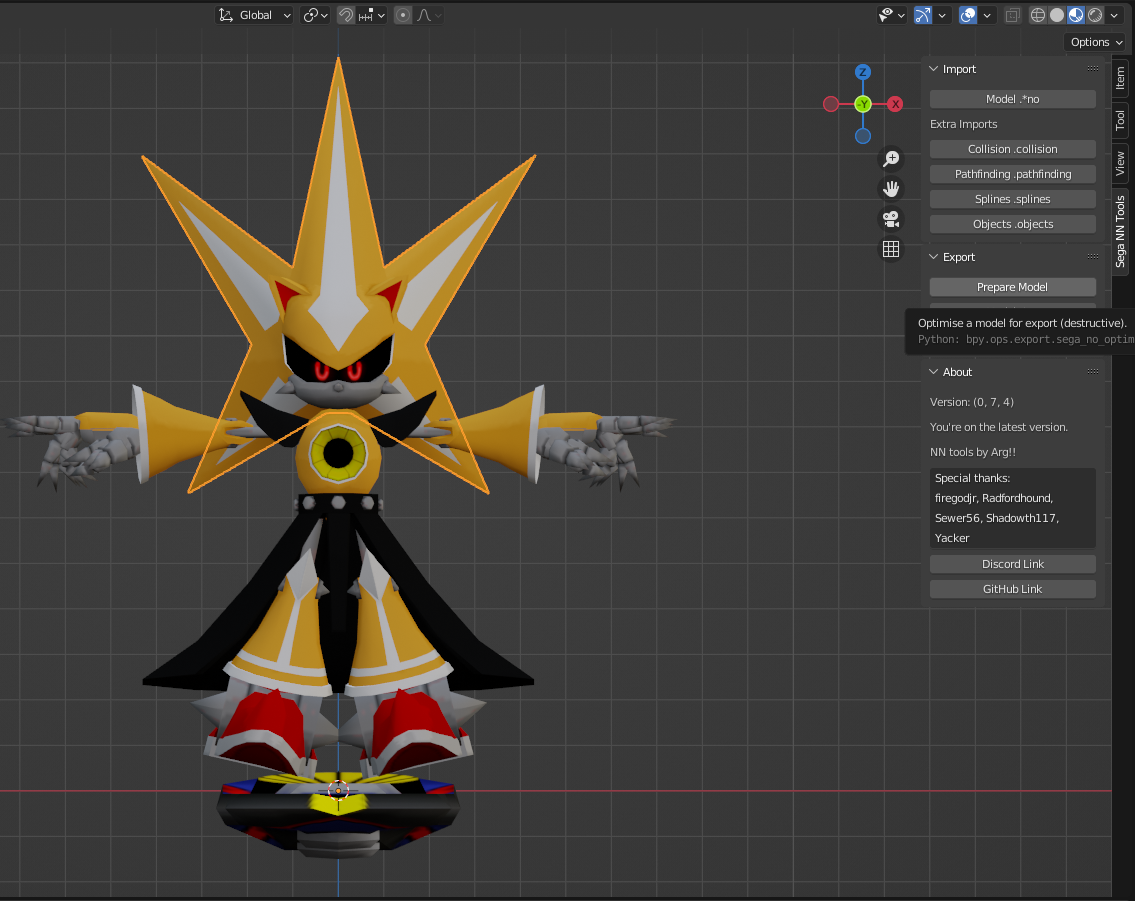 Global
Options
Import
Model .*no
Extra Imports
Collision .collision
Pathfinding .pathfinding
Splines .splines
Objects .objects
Export
Prepare Model
Optimise a model for export (destructive).
Python: bpy.ops.export.sega_no_optim
About
Version: (0, 7, 4)
You're on the latest version.
NN tools by Arg!!
Special thanks:
firegodjr, Radfordhound,
Sewer56, Shadowth117,
Yacker
Discord Link
GitHub Link
Item
Tool
View
Sega NN Tools
Z
-Y
X